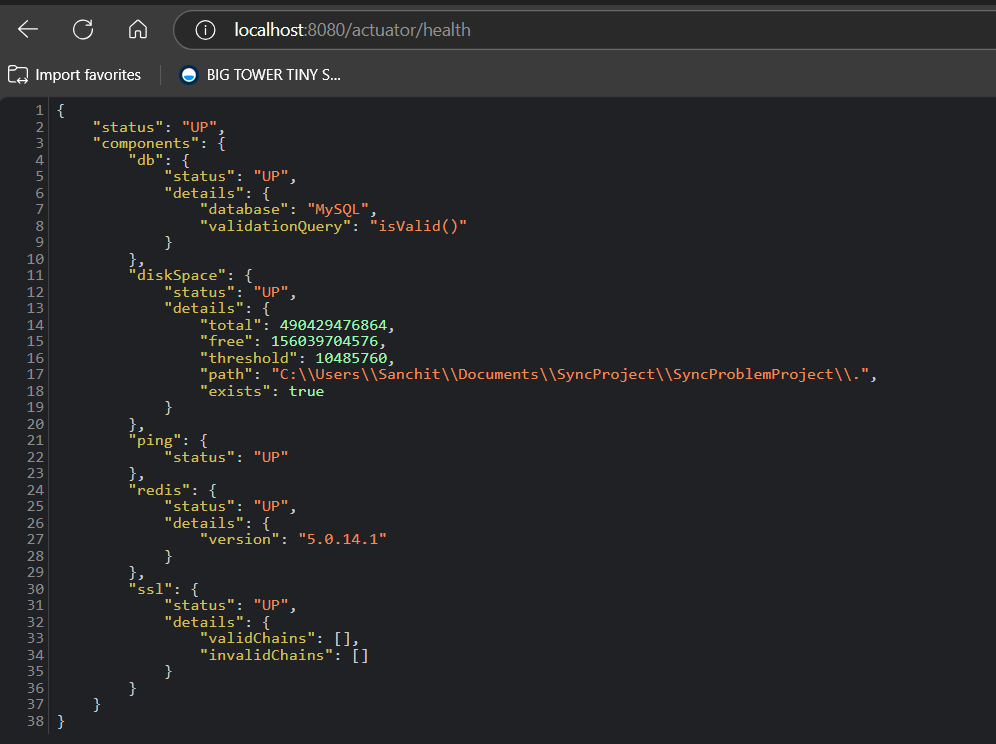 localhost:8080/actuator/health
Import favorites
BIG TOWER TINY S...
1 {
2     "status": "UP",
3     "components": {
4         "db": {
5             "status": "UP",
6             "details": {
7                 "database": "MySQL",
8                 "validationQuery": "isValid()"
9             }
10         },
11         "diskSpace": {
12             "status": "UP",
13             "details": {
14                 "total": 490429476864,
15                 "free": 156039704576,
16                 "threshold": 10485760,
17                 "path": "C:\\Users\\Sanchit\\Documents\\SyncProject\\SyncProblemProject\\.",
18                 "exists": true
19             }
20         },
21         "ping": {
22             "status": "UP"
23         },
24         "redis": {
25             "status": "UP",
26             "details": {
27                 "version": "5.0.14.1"
28             }
29         },
30         "ssl": {
31             "status": "UP",
32             "details": {
33                 "validChains": [],
34                 "invalidChains": []
35             }
36         }
37     }
38 }